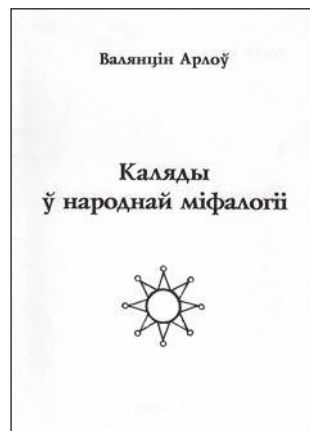 Валянцін Арлоў
Каляды
ў народнай міфалогіі